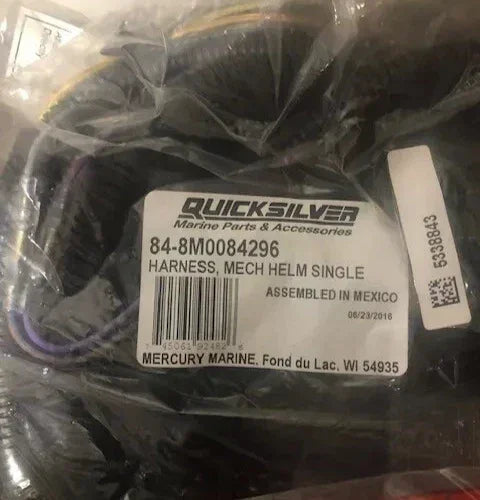 QUICKSILVER
Marine Parts & Accessories
84-8M0084296
HARNESS, MECH HELM SINGLE
ASSEMBLED IN MEXICO
06/23/2016
MERCURY MARINE, Fond du Lac, WI 54935
5338843